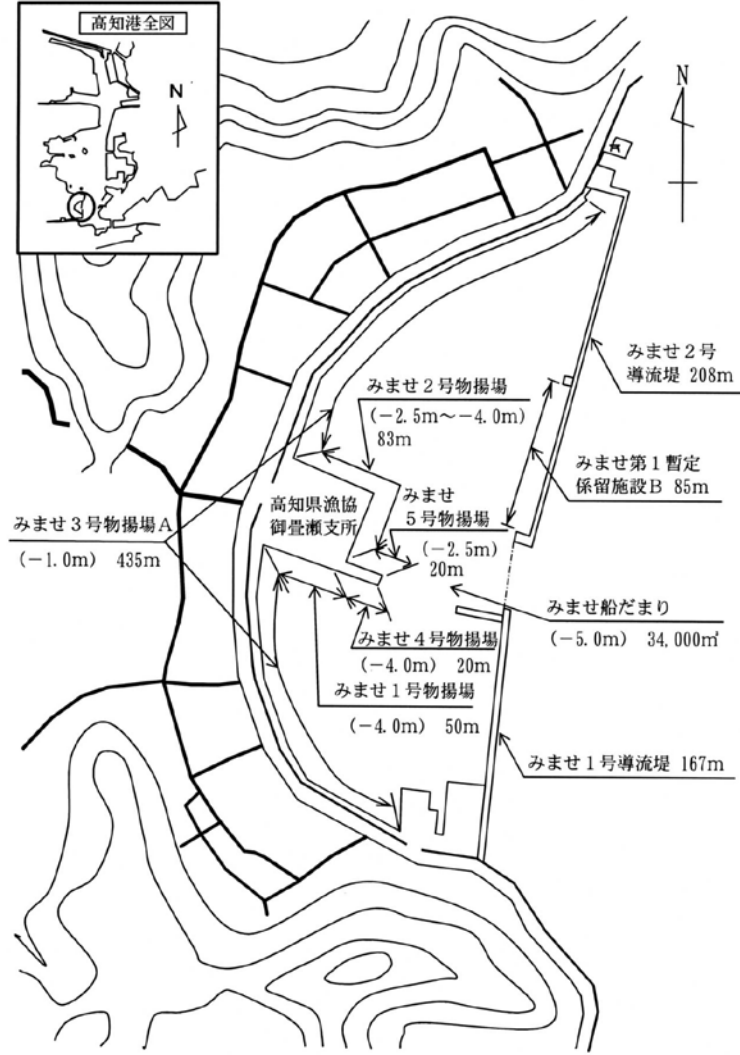 高知港全図
N
N
みませ２号
導流堤 208m
みませ２号物揚場
(－2.5m～－4.0m)
83m
みませ第１暫定
係留施設Ｂ 85m
高知県漁協
御畳瀬支所
みませ
５号物揚場
(－2.5m)
20m
みませ３号物揚場Ａ
(－1.0m) 435m
みませ船だまり
(－5.0m) 34,000㎡
みませ４号物揚場
(－4.0m) 20m
みませ１号物揚場
(－4.0m) 50m
みませ１号導流堤 167m